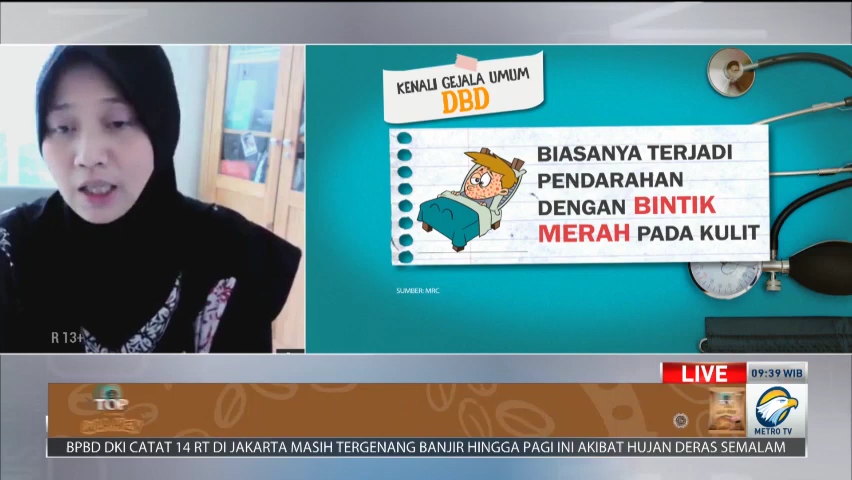 KENALI GEJALA UMUM
DBD
BIASANYA TERJADI
PENDARAHAN
DENGAN BINTIK
MERAH PADA KULIT
SUMBER: MRC
R 13+
LIVE
09:39 WIB
TOP
METRO TV
BPBD DKI CATAT 14 RT DI JAKARTA MASIH TERGENANG BANJIR HINGGA PAGI INI AKIBAT HUJAN DERAS SEMALAM